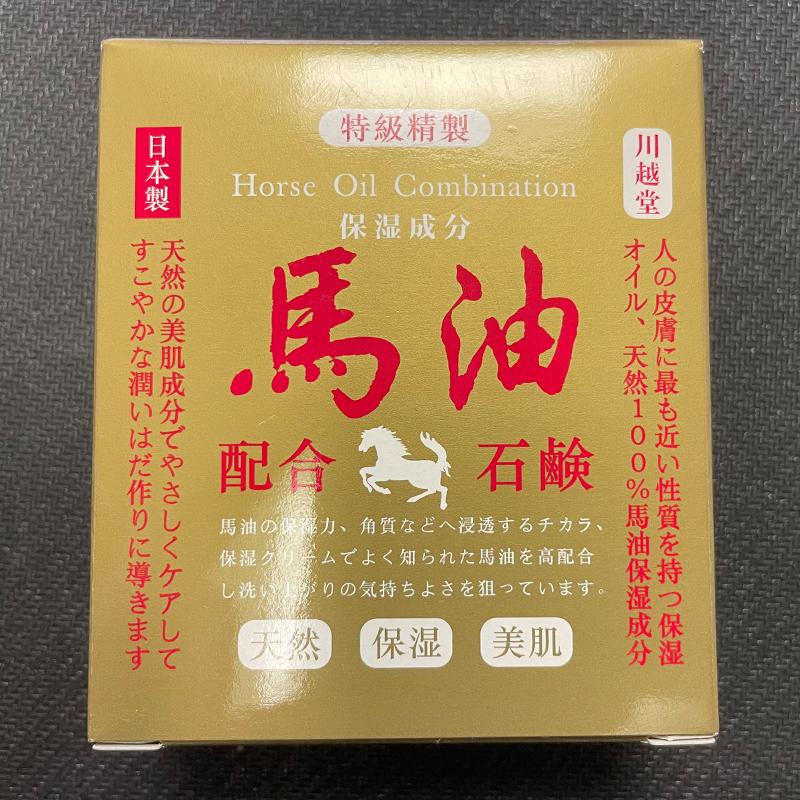 特級精製
日本製
川越堂
Horse Oil Combination
保湿成分
馬油
配合 石鹸
人の皮膚に最も近い性質を持つ保湿
オイル、天然100%馬油保湿成分
天然の美肌成分でやさしくケアして
すこやかな潤いはだ作りに導きます
馬油の保湿力、角質などへ浸透するチカラ、
保湿クリームでよく知られた馬油を高配合
し洗い上がりの気持ちよさを狙っています。
天然 保湿 美肌